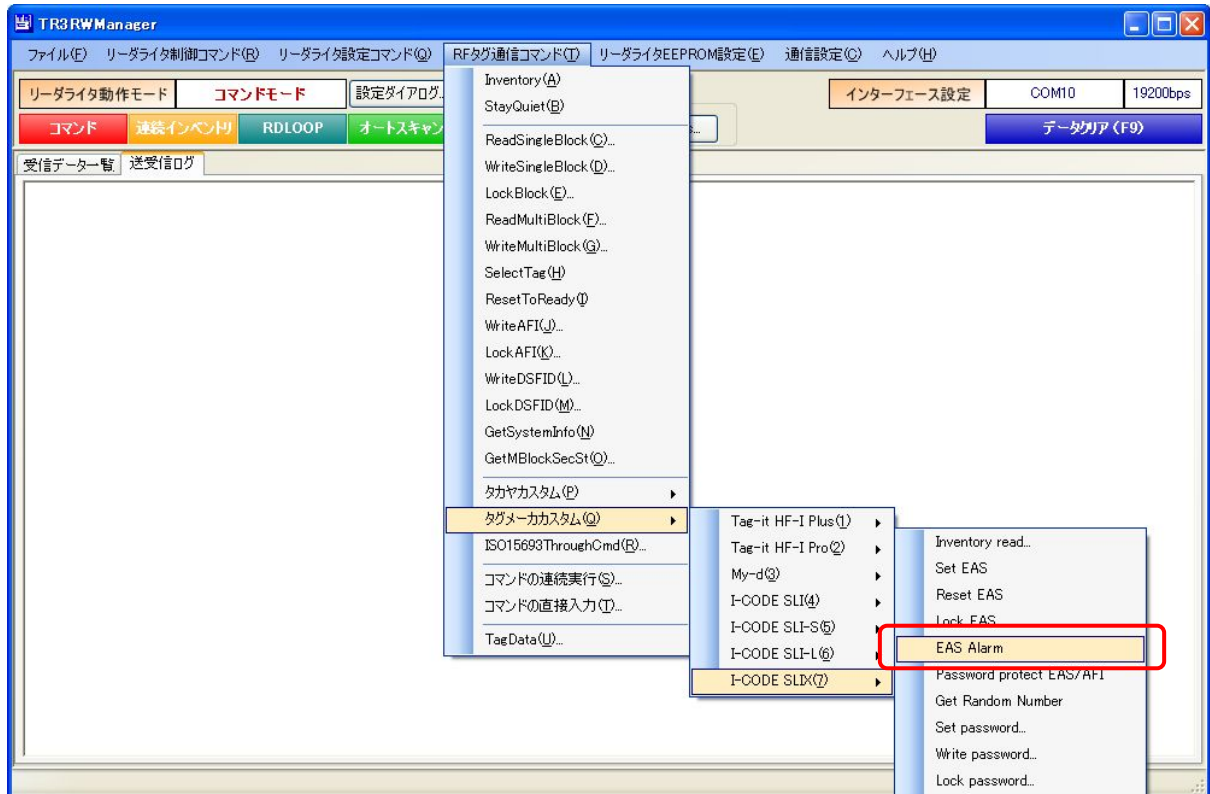 TR3RWManager
ファイル(F) リーダライタ制御コマンド(R) リーダライタ設定コマンド(Q) RFタグ通信コマンド(T) リーダライタEEPROM設定(E) 通信設定(C) ヘルプ(H)
リーダライタ動作モード コマンドモード 設定ダイアログ インターフェース設定 COM10 19200bps
コマンド 連続インベントリ RDLOOP オートスキャン データクリア(F9)
受信データ一覧 送受信ログ
Inventory(A)
StayQuiet(B)
ReadSingleBlock(C)...
WriteSingleBlock(D)...
LockBlock(E)...
ReadMultiBlock(F)...
WriteMultiBlock(G)...
SelectTag(H)
ResetToReady(I)
WriteAFI(J)...
LockAFI(K)...
WriteDSFID(L)...
LockDSFID(M)...
GetSystemInfo(N)
GetMBlockSecSt(O)...
タカヤカスタム(P)
タグメーカカスタム(Q)
ISO15693ThroughCmd(R)...
コマンドの連続実行(S)...
コマンドの直接入力(T)...
TagData(U)...
Tag-it HF-I Plus(1)
Tag-it HF-I Pro(2)
My-d(3)
I-CODE SLI(4)
I-CODE SLI-S(5)
I-CODE SLI-L(6)
I-CODE SLIX(7)
Inventory read...
Set EAS
Reset EAS
Lock EAS
EAS Alarm
Password protect EAS/AFI
Get Random Number
Set password...
Write password...
Lock password...